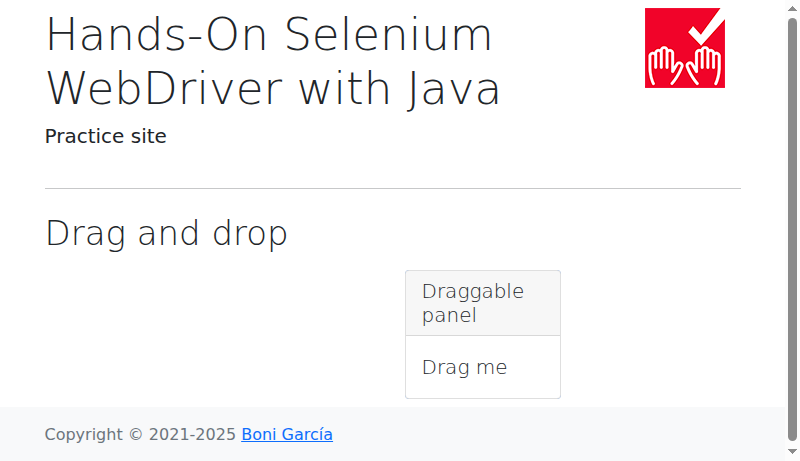 Hands-On Selenium
WebDriver with Java
Practice site
Drag and drop
Draggable
panel
Drag me
Copyright © 2021-2025 Boni García